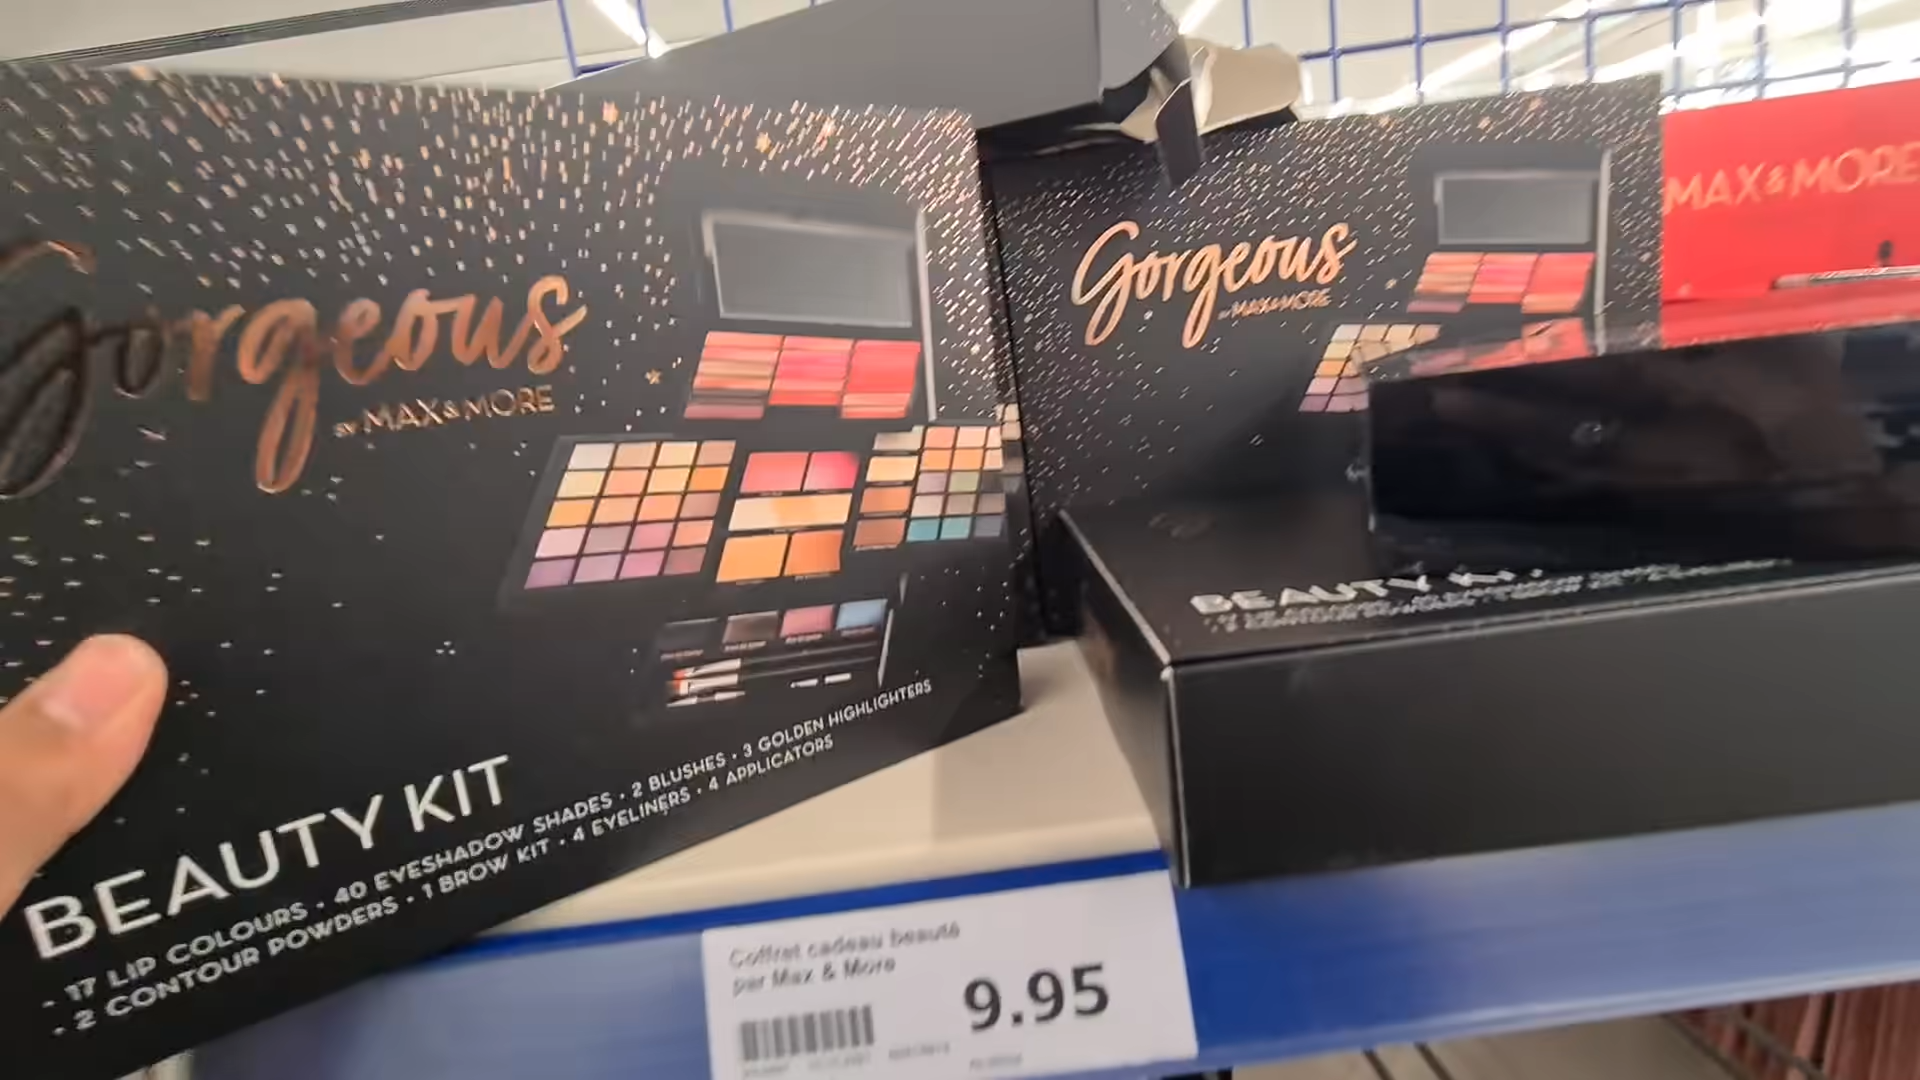 Gorgeous
BY MAX&MORE
BEAUTY KIT
- 17 LIP COLOURS · 40 EYESHADOW SHADES · 2 BLUSHES · 3 GOLDEN HIGHLIGHTERS
· 2 CONTOUR POWDERS · 1 BROW KIT · 4 EYELINERS · 4 APPLICATORS
Gorgeous
BY MAX&MORE
MAX&MORE
BEAUTY KIT
Coffret cadeau beauté
par Max & More
9.95